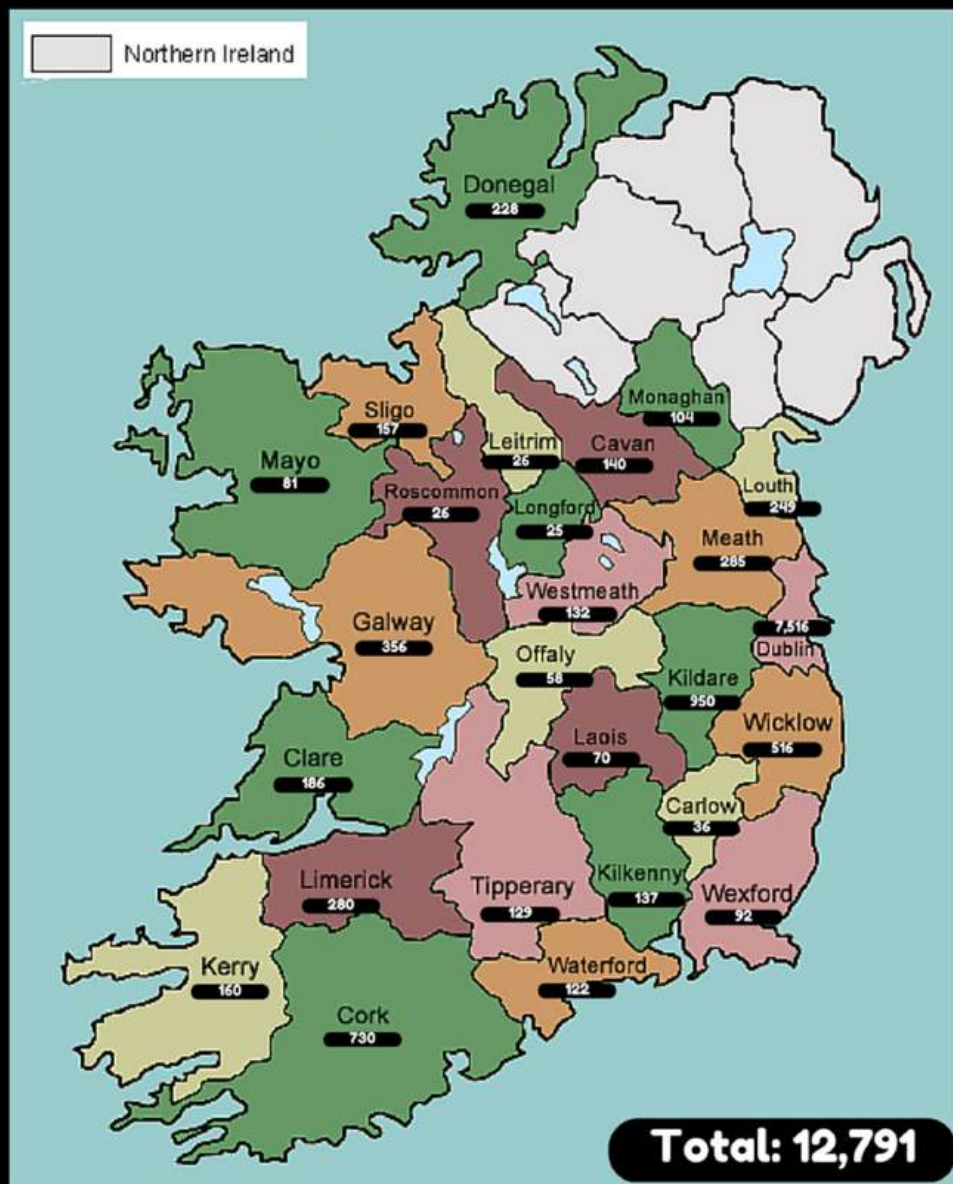 Northern Ireland
Donegal
228
Monaghan
104
Sligo
157
Leitrim
26
Cavan
140
Mayo
81
Roscommon
26
Longford
25
Louth
249
Meath
285
Westmeath
132
Galway
356
7,516
Dublin
Offaly
58
Kildare
950
Wicklow
516
Laois
70
Clare
186
Carlow
36
Limerick
280
Tipperary
129
Kilkenny
137
Wexford
92
Kerry
160
Waterford
122
Cork
730
Total: 12,791